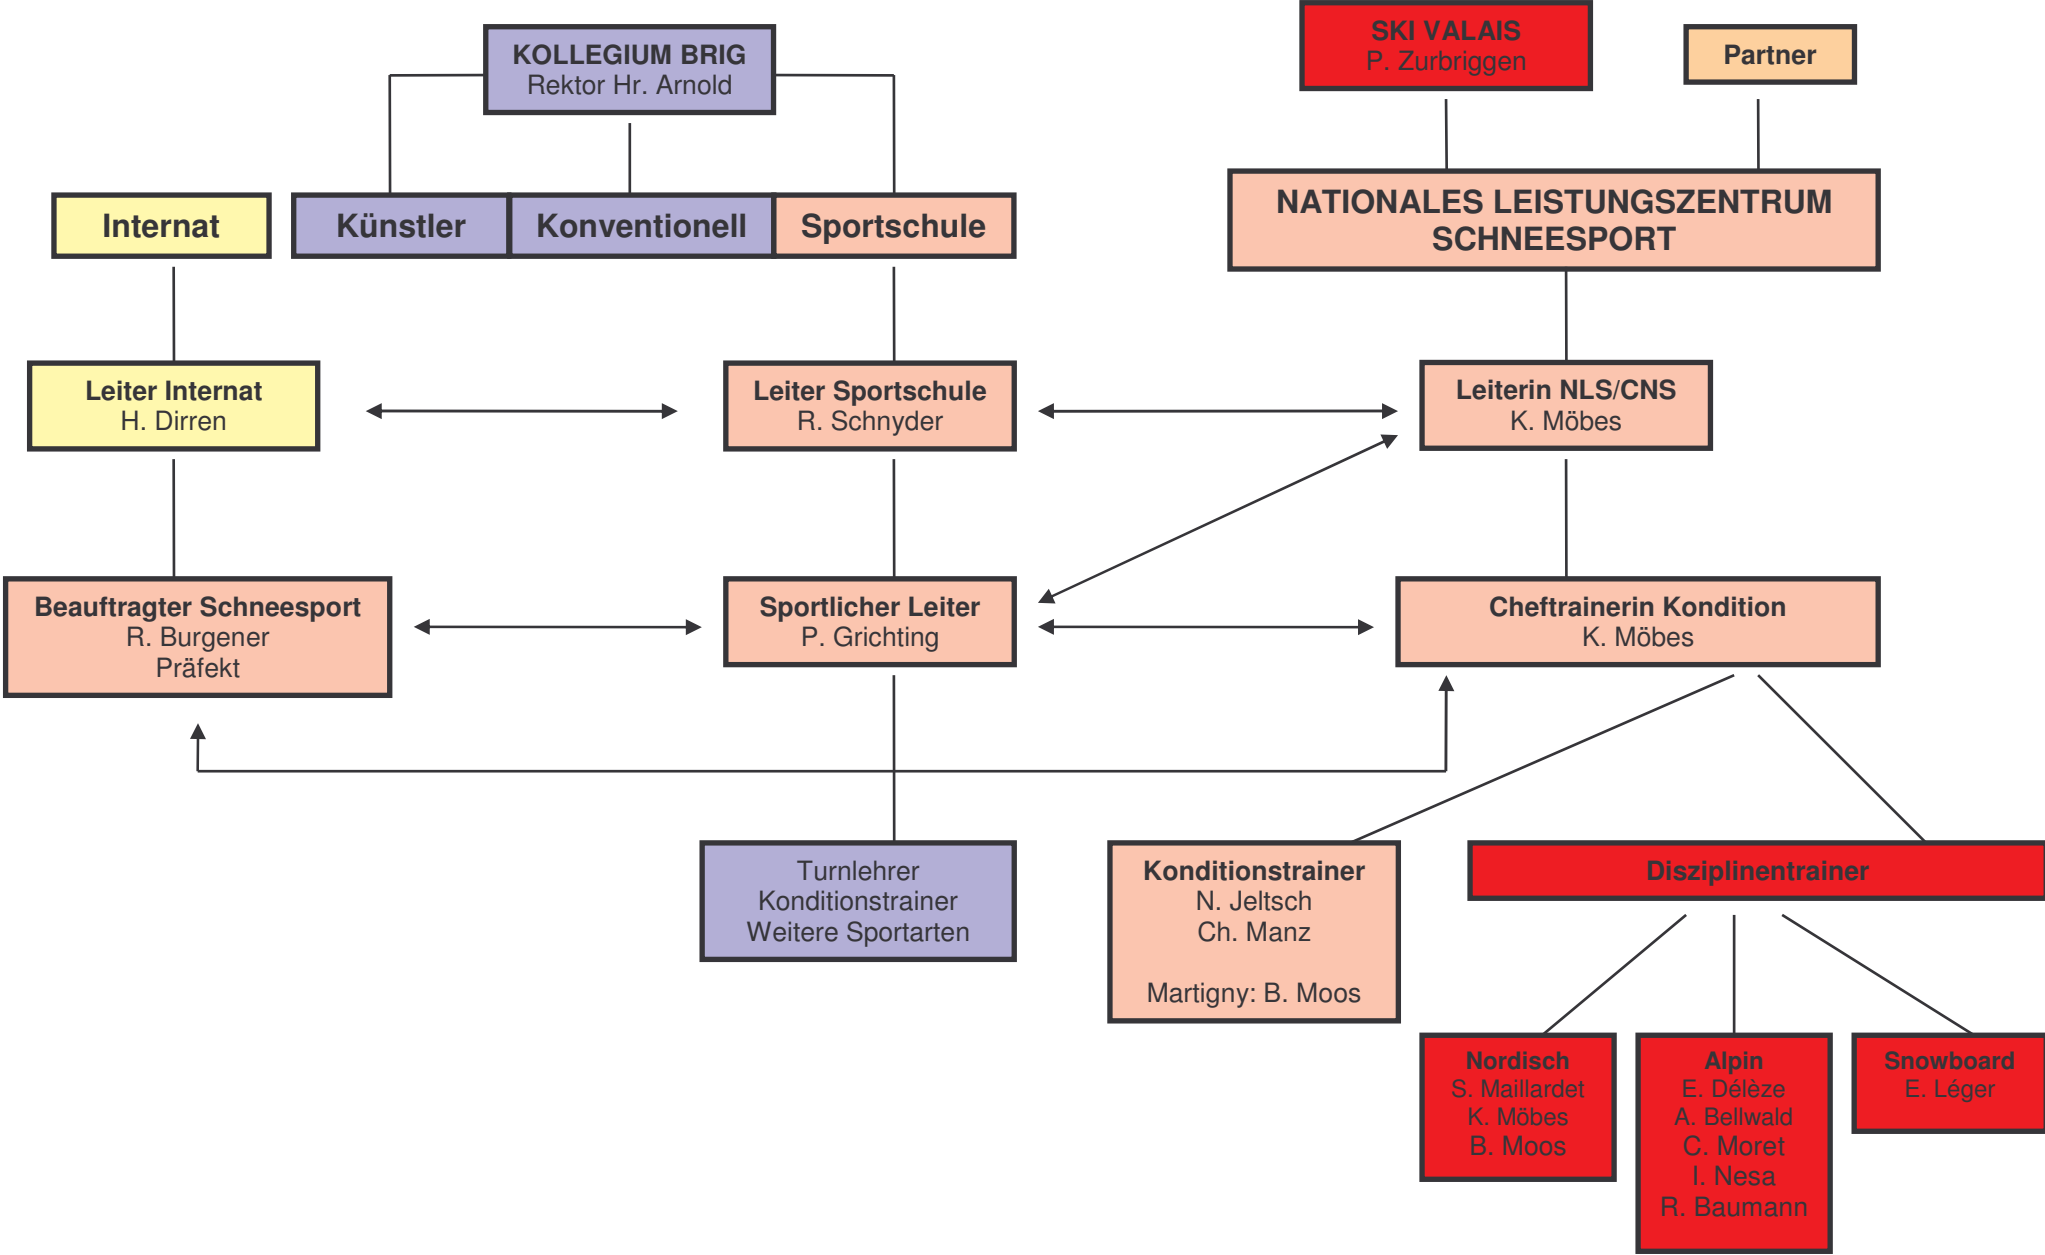 KOLLEGIUM BRIG
Rektor Hr. Arnold
SKI VALAIS
P. Zurbriggen
Partner
Internat
Künstler
Konventionell
Sportschule
NATIONALES LEISTUNGSZENTRUM
SCHNEESPORT
Leiter Internat
H. Dirren
Leiter Sportschule
R. Schnyder
Leiterin NLS/CNS
K. Möbes
Beauftragter Schneesport
R. Burgener
Präfekt
Sportlicher Leiter
P. Grichting
Cheftrainerin Kondition
K. Möbes
Turnlehrer
Konditionstrainer
Weitere Sportarten
Konditionstrainer
N. Jeltsch
Ch. Manz
Martigny: B. Moos
Disziplinentrainer
Nordisch
S. Maillardet
K. Möbes
B. Moos
Alpin
E. Délèze
A. Bellwald
C. Moret
I. Nesa
R. Baumann
Snowboard
E. Léger